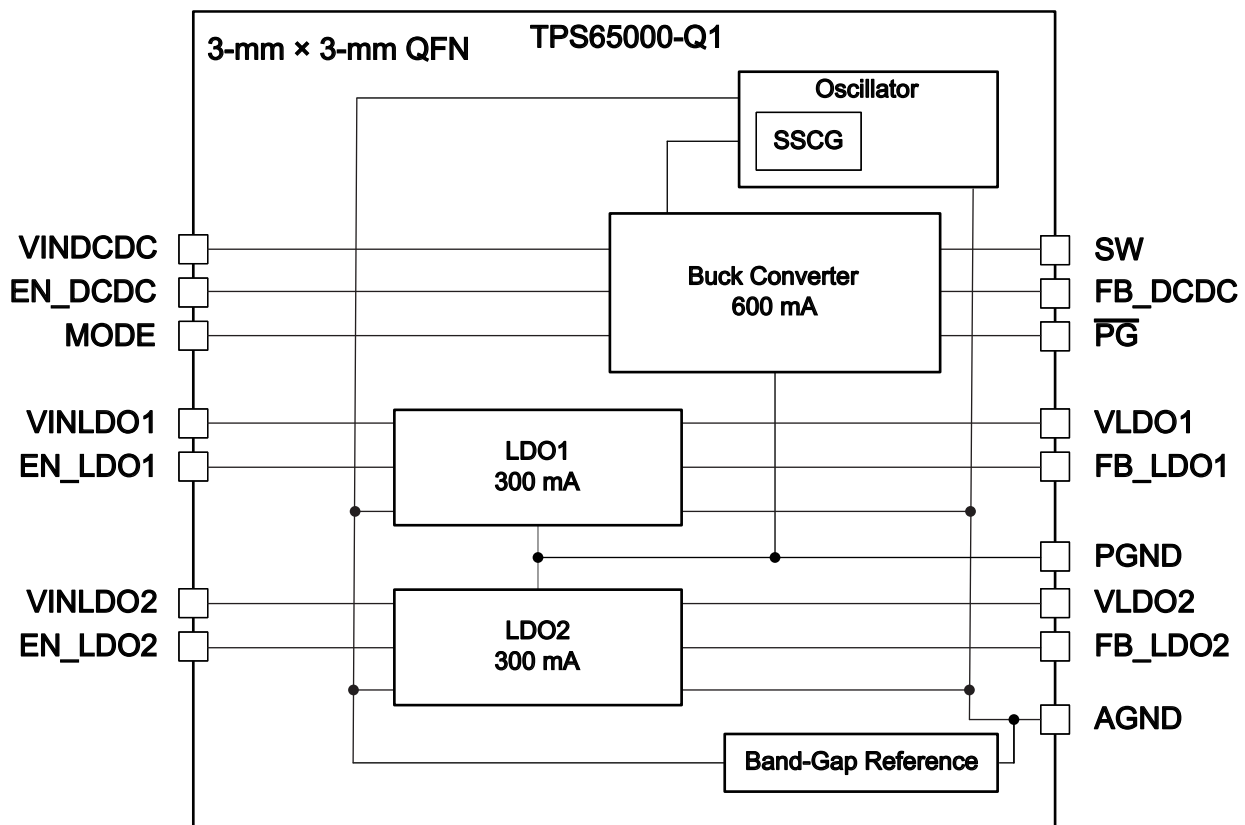 TPS65000-Q1
3-mm × 3-mm QFN
Oscillator
SSCG
VINDCDC
EN_DCDC
MODE
Buck Converter
600 mA
SW
FB_DCDC
PG
VINLDO1
EN_LDO1
LDO1
300 mA
VLDO1
FB_LDO1
PGND
VINLDO2
EN_LDO2
LDO2
300 mA
VLDO2
FB_LDO2
AGND
Band-Gap Reference